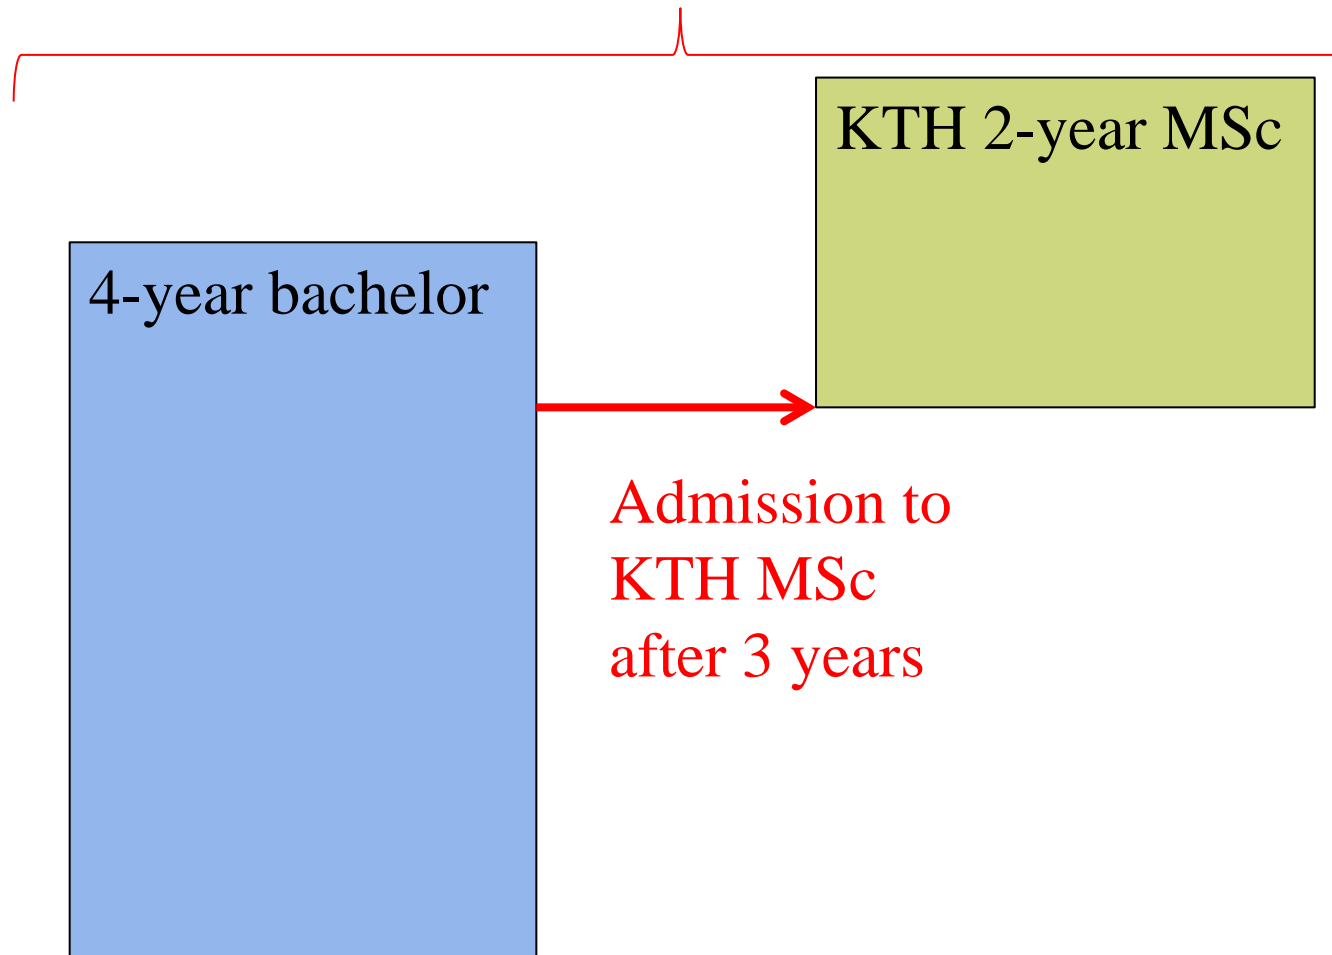 KTH 2-year MSc
4-year bachelor
Admission to
KTH MSc
after 3 years